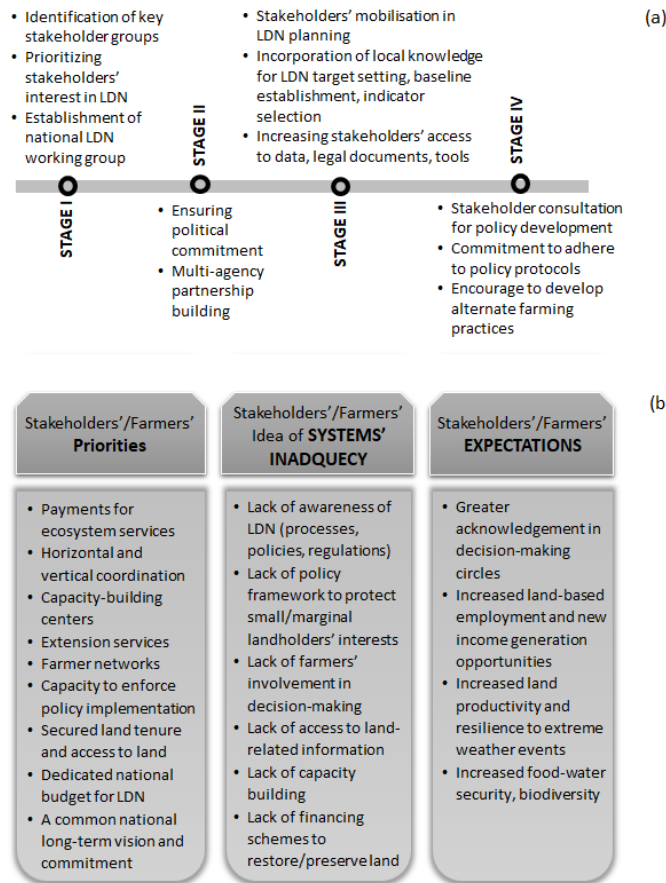 • Identification of key
stakeholder groups
• Prioritizing
stakeholders'
interest in LDN
• Establishment of
national LDN
working group
STAGE I
STAGE II
• Ensuring
political
commitment
• Multi-agency
partnership
building
• Stakeholders' mobilisation in
LDN planning
• Incorporation of local knowledge
for LDN target setting, baseline
establishment, indicator
selection
• Increasing stakeholders' access
to data, legal documents, tools
STAGE III
(a)
STAGE IV
• Stakeholder consultation
for policy development
• Commitment to adhere
to policy protocols
• Encourage to develop
alternate farming
practices
(b
Stakeholders'/Farmers'
Priorities
• Payments for
ecosystem services
• Horizontal and
vertical coordination
• Capacity-building
centers
• Extension services
• Farmer networks
• Capacity to enforce
policy implementation
• Secured land tenure
and access to land
• Dedicated national
budget for LDN
• A common national
long-term vision and
commitment
Stakeholders'/Farmers'
Idea of SYSTEMS'
INADQUECY
• Lack of awareness of
LDN (processes,
policies, regulations)
• Lack of policy
framework to protect
small/marginal
landholders' interests
• Lack of farmers'
involvement in
decision-making
• Lack of access to land-
related information
• Lack of capacity
building
• Lack of financing
schemes to
restore/preserve land
Stakeholders'/Farmers'
EXPECTATIONS
• Greater
acknowledgement in
decision-making
circles
• Increased land-based
employment and new
income generation
opportunities
• Increased land
productivity and
resilience to extreme
weather events
• Increased food-water
security, biodiversity